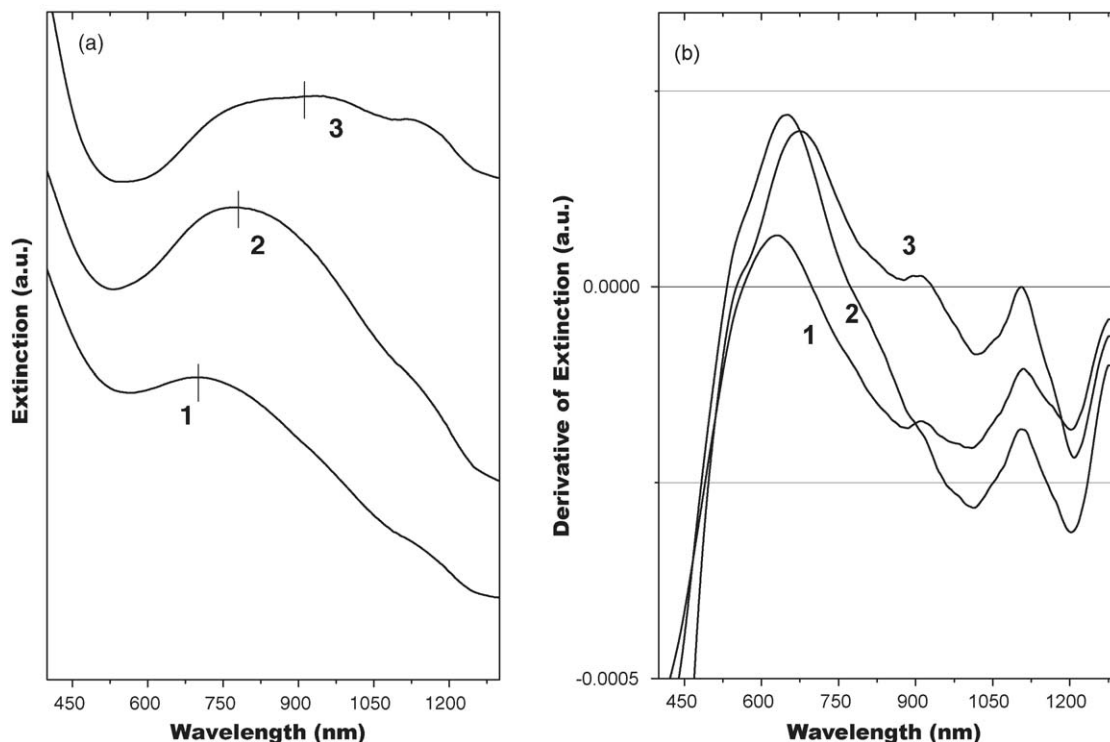 (a)
3
2
1
Extinction (a.u.)
450 600 750 900 1050 1200
Wavelength (nm)
(b)
3
2
1
0.0000
-0.0005
Derivative of Extinction (a.u.)
450 600 750 900 1050 1200
Wavelength (nm)